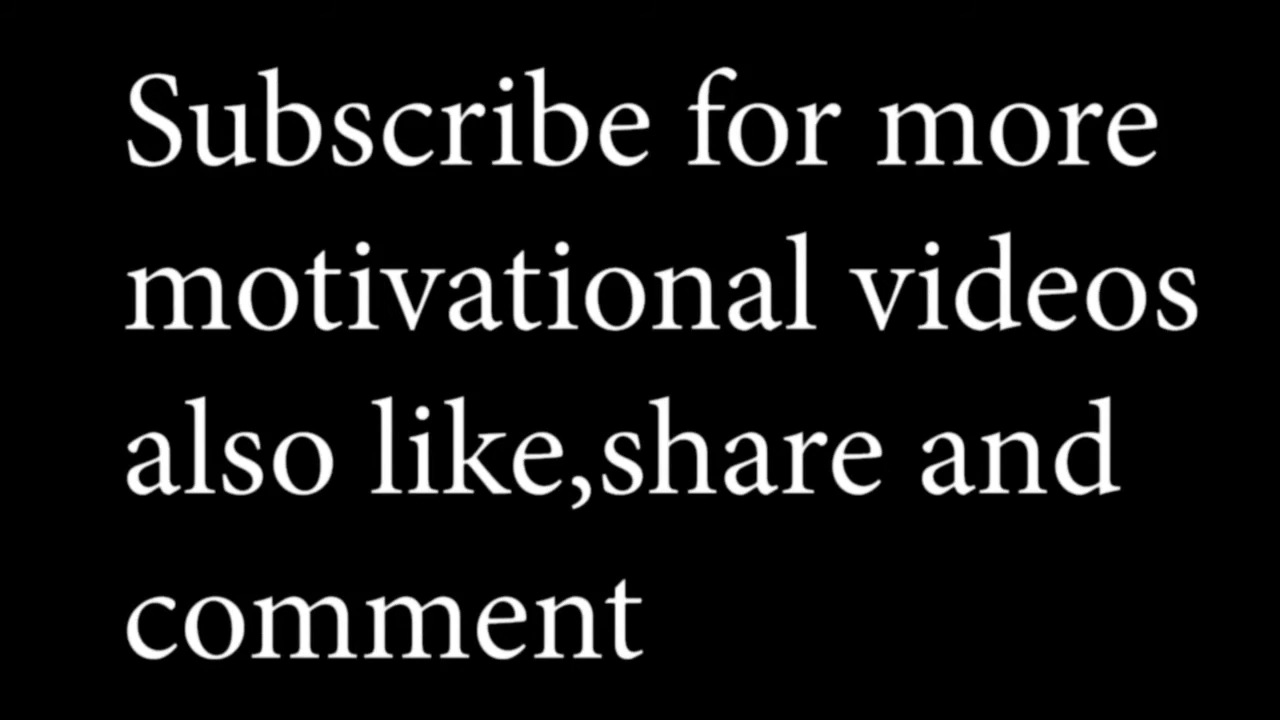 Subscribe for more
motivational videos
also like,share and
comment